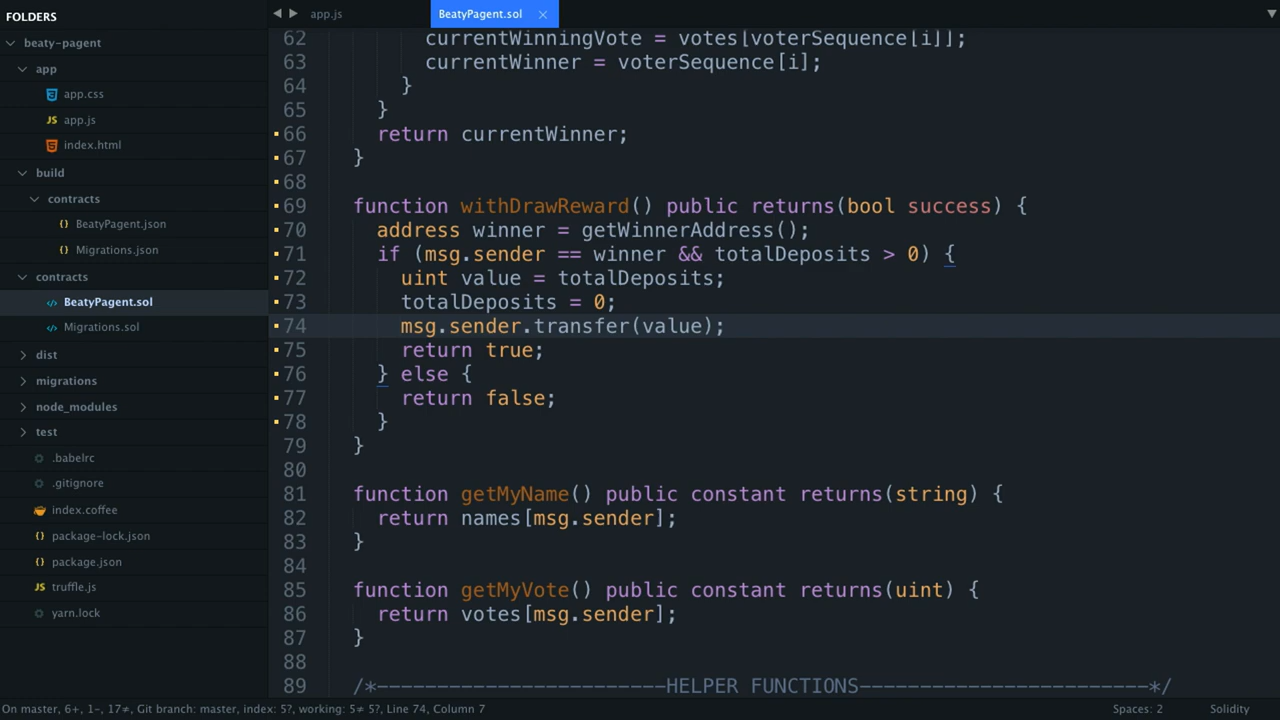 FOLDERS
beaty-pagent
app
app.css
app.js
index.html
build
contracts
BeatyPagent.json
Migrations.json
contracts
BeatyPagent.sol
Migrations.sol
dist
migrations
node_modules
test
.babelrc
.gitignore
index.coffee
package-lock.json
package.json
truffle.js
yarn.lock
app.js
BeatyPagent.sol
62 currentWinningVote = votes[voterSequence[i]];
63 currentWinner = voterSequence[i];
64 }
65 }
66 return currentWinner;
67 }
68
69 function withDrawReward() public returns(bool success) {
70 address winner = getWinnerAddress();
71 if (msg.sender == winner && totalDeposits > 0) {
72 uint value = totalDeposits;
73 totalDeposits = 0;
74 msg.sender.transfer(value);
75 return true;
76 } else {
77 return false;
78 }
79 }
80
81 function getMyName() public constant returns(string) {
82 return names[msg.sender];
83 }
84
85 function getMyVote() public constant returns(uint) {
86 return votes[msg.sender];
87 }
88
89 /*------------------------HELPER FUNCTIONS------------------------*/
On master, 6+, 1-, 17≠, Git branch: master, index: 5?, working: 5≠ 5?, Line 74, Column 7
Spaces: 2
Solidity